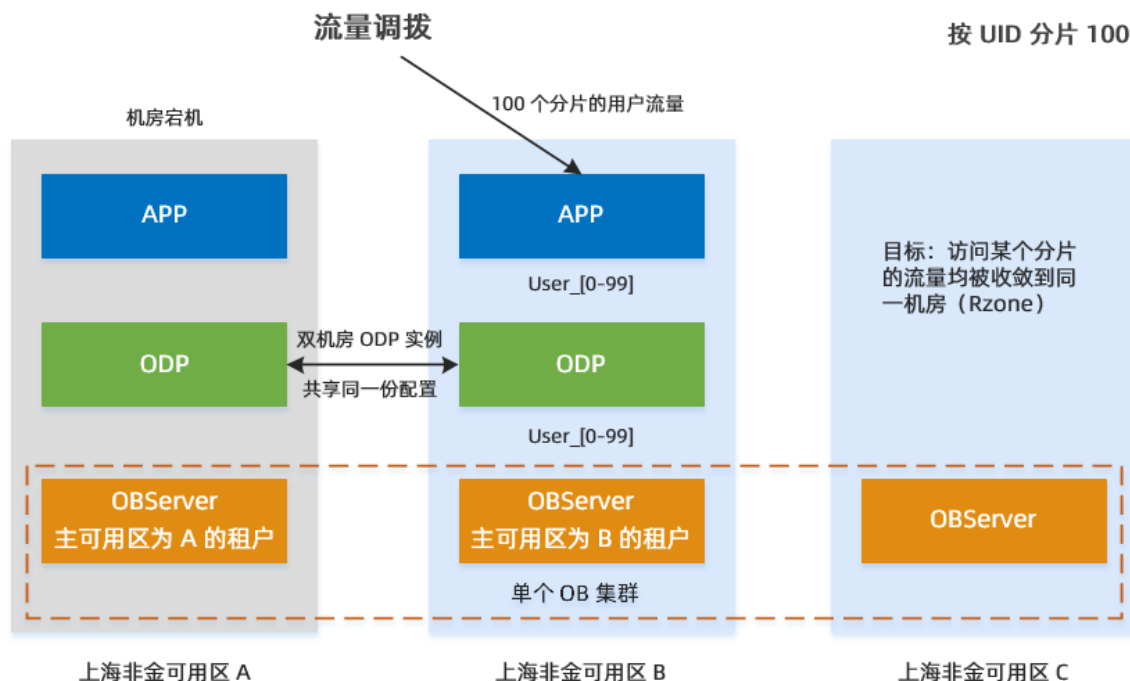 流量调拨
按 UID 分片 100
100 个分片的用户流量
机房宕机
APP
APP
目标：访问某个分片
的流量均被收敛到同
一机房（Rzone）
User_[0-99]
双机房 ODP 实例
ODP
ODP
共享同一份配置
User_[0-99]
OBServer
主可用区为 A 的租户
OBServer
主可用区为 B 的租户
OBServer
单个 OB 集群
上海非金可用区 A
上海非金可用区 B
上海非金可用区 C